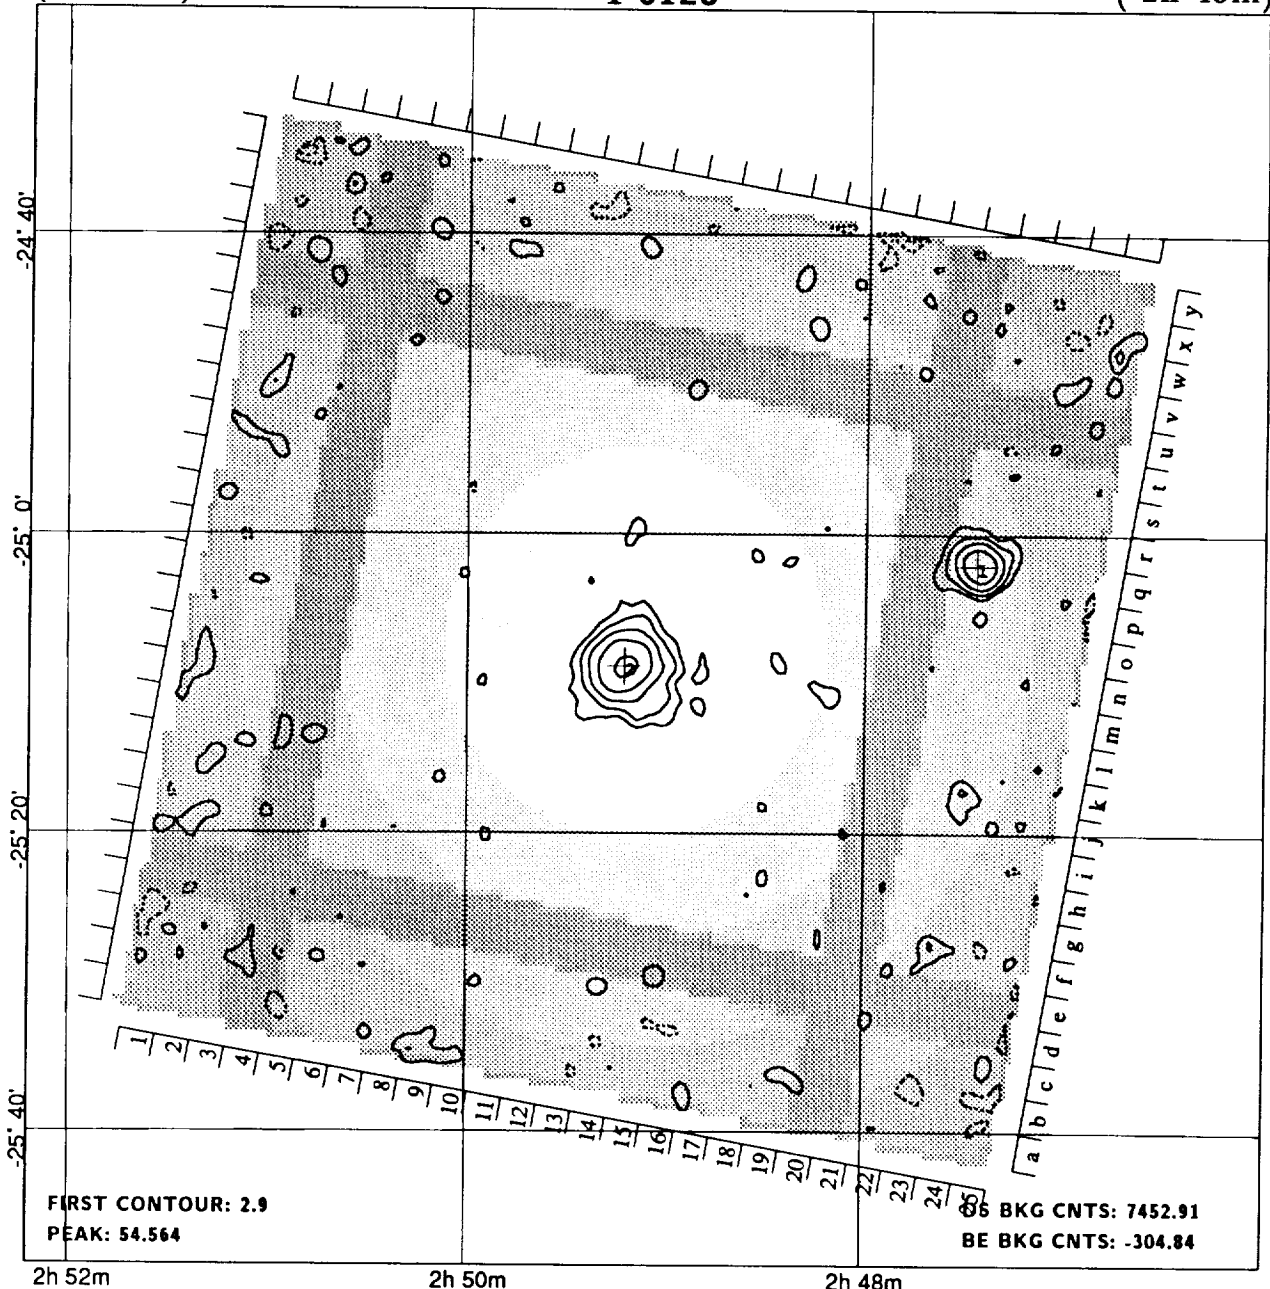 -24° 40'
-25° 0'
-25° 20'
-25° 40'
a b c d e f g h i j k l m n o p q r s t u v w x y
1 2 3 4 5 6 7 8 9 10 11 12 13 14 15 16 17 18 19 20 21 22 23 24 25
1
2
FIRST CONTOUR: 2.9
PEAK: 54.564
DS BKG CNTS: 7452.91
BE BKG CNTS: -304.84
2h 52m
2h 50m
2h 48m